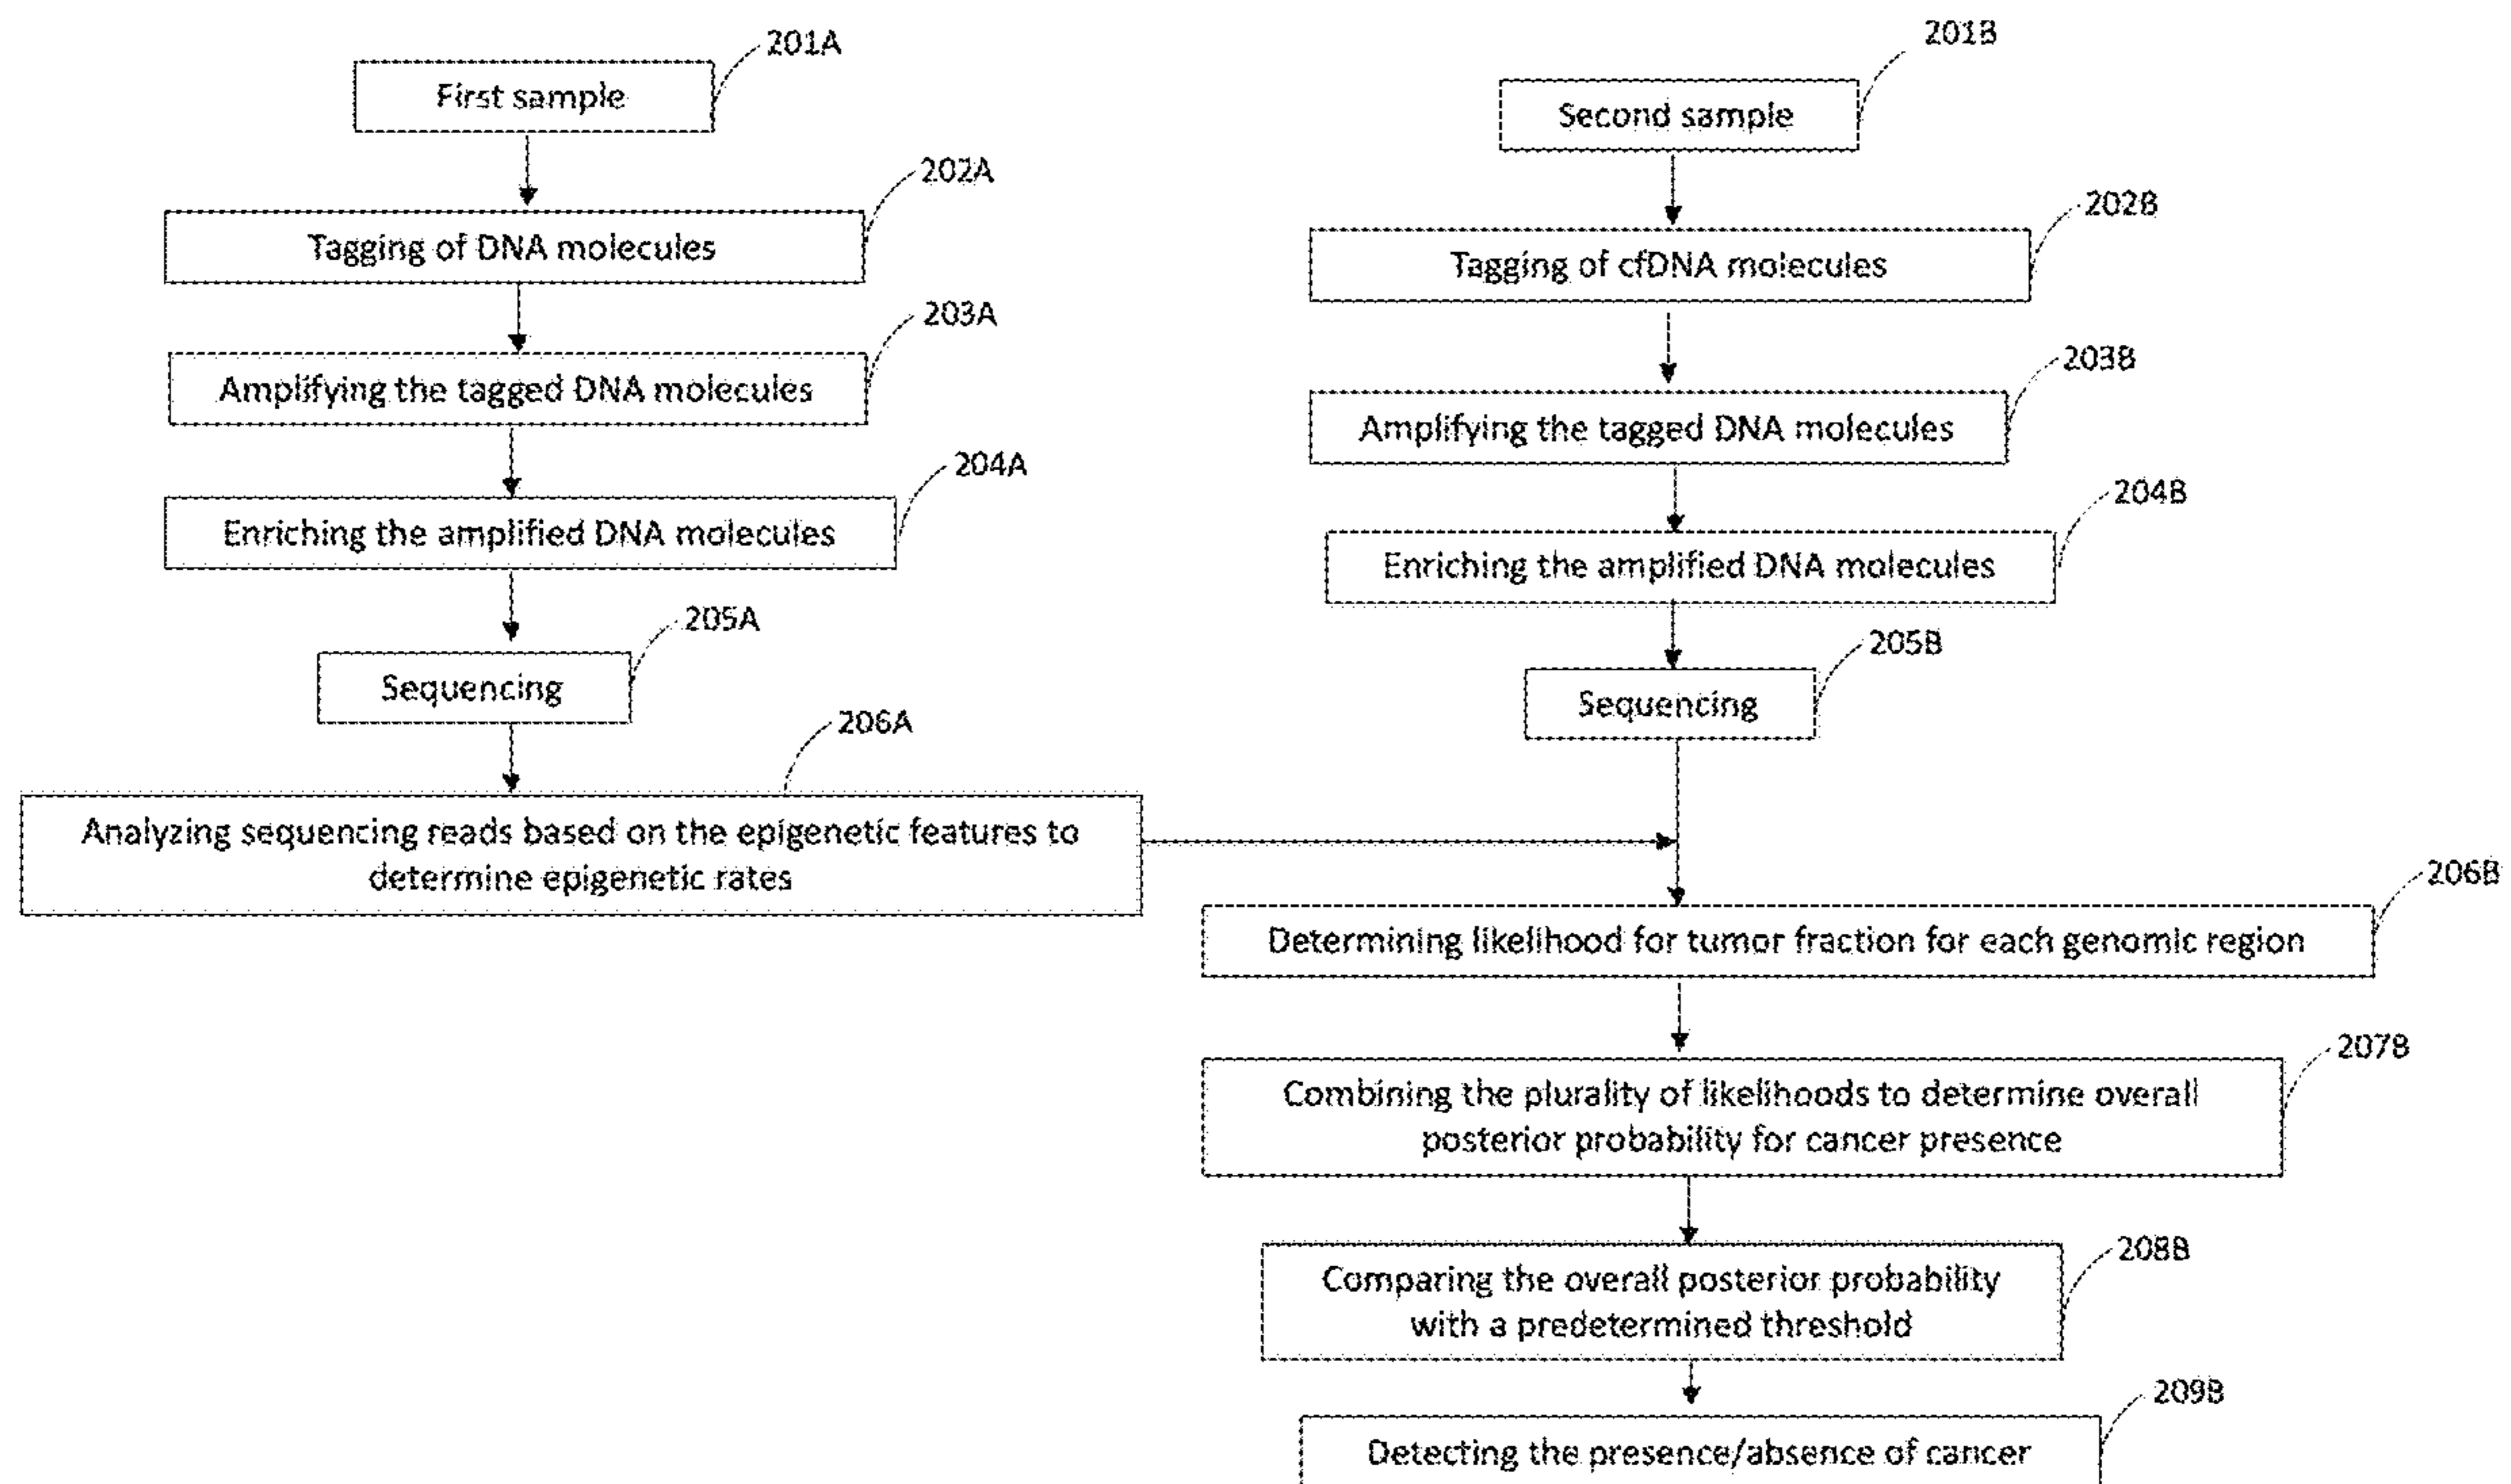 201A
First sample
202A
Tagging of DNA molecules
203A
Amplifying the tagged DNA molecules
204A
Enriching the amplified DNA molecules
205A
Sequencing
206A
Analyzing sequencing reads based on the epigenetic features to
determine epigenetic rates
201B
Second sample
202B
Tagging of cfDNA molecules
203B
Amplifying the tagged DNA molecules
204B
Enriching the amplified DNA molecules
205B
Sequencing
206B
Determining likelihood for tumor fraction for each genomic region
207B
Combining the plurality of likelihoods to determine overall
posterior probability for cancer presence
208B
Comparing the overall posterior probability
with a predetermined threshold
209B
Detecting the presence/absence of cancer